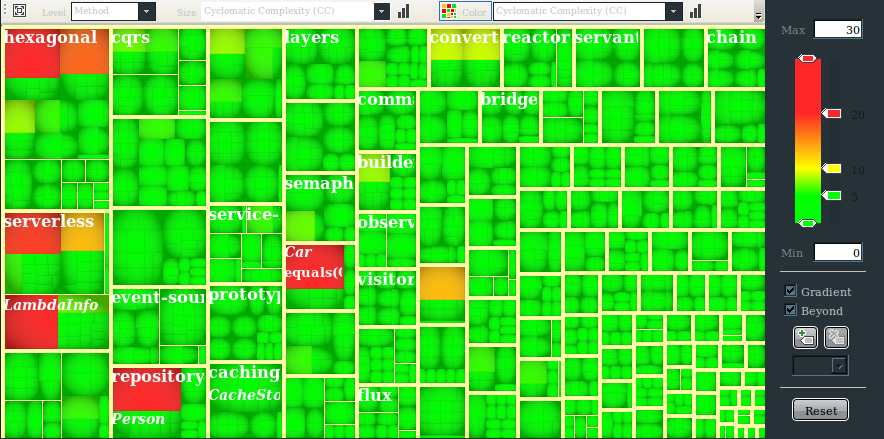 Level Method Size Cyclomatic Complexity (CC) Color Cyclomatic Complexity (CC)
hexagonal cqrs layers convert reactor servant chain
comma bridge
builde
semaph
serverless service- observ
Car
equals(
visitor
LambdaInfo event-sour prototyp
repository caching flux
CacheSto
Person
Max 30
20
10
5
Min 0
Gradient
Beyond
Reset